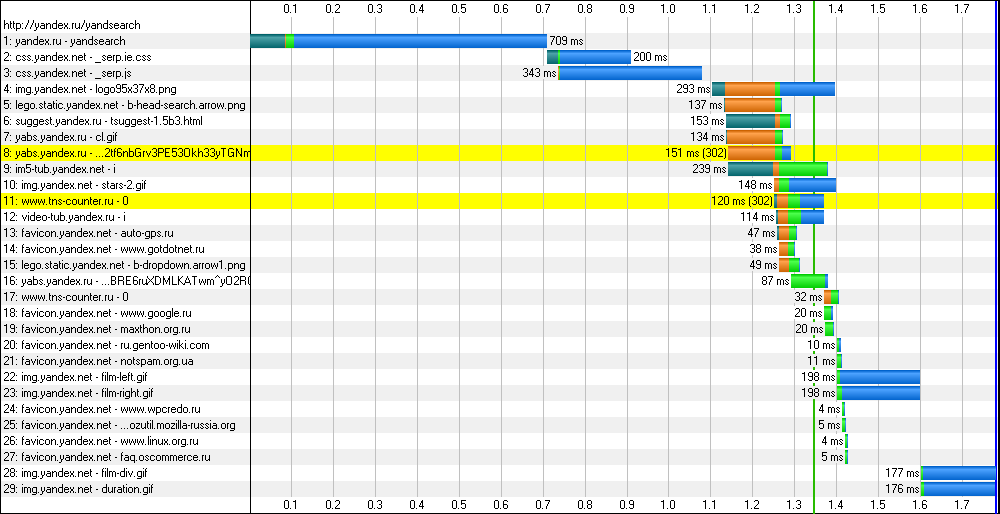 0.1 0.2 0.3 0.4 0.5 0.6 0.7 0.8 0.9 1.0 1.1 1.2 1.3 1.4 1.5 1.6 1.7
http://yandex.ru/yandsearch
1: yandex.ru - yandsearch 709 ms
2: css.yandex.net - _serp.ie.css 200 ms
3: css.yandex.net - _serp.js 343 ms
4: img.yandex.net - logo95x37x8.png 293 ms
5: lego.static.yandex.net - b-head-search.arrow.png 137 ms
6: suggest.yandex.ru - tsuggest-1.5b3.html 153 ms
7: yabs.yandex.ru - cl.gif 134 ms
8: yabs.yandex.ru - ...2tf6nbGrv3PE53Okh33yTGNm 151 ms (302)
9: im5-tub.yandex.net - i 239 ms
10: img.yandex.net - stars-2.gif 148 ms
11: www.tns-counter.ru - 0 120 ms (302)
12: video-tub.yandex.ru - i 114 ms
13: favicon.yandex.net - auto-gps.ru 47 ms
14: favicon.yandex.net - www.gotdotnet.ru 38 ms
15: lego.static.yandex.net - b-dropdown.arrow1.png 49 ms
16: yabs.yandex.ru - ...BRE6ruXDMLKATwm^yO2R0 87 ms
17: www.tns-counter.ru - 0 32 ms
18: favicon.yandex.net - www.google.ru 20 ms
19: favicon.yandex.net - maxthon.org.ru 20 ms
20: favicon.yandex.net - ru.gentoo-wiki.com 10 ms
21: favicon.yandex.net - notspam.org.ua 11 ms
22: img.yandex.net - film-left.gif 198 ms
23: img.yandex.net - film-right.gif 198 ms
24: favicon.yandex.net - www.wpcredo.ru 4 ms
25: favicon.yandex.net - ...ozutil.mozilla-russia.org 5 ms
26: favicon.yandex.net - www.linux.org.ru 4 ms
27: favicon.yandex.net - faq.oscommerce.ru 5 ms
28: img.yandex.net - film-div.gif 177 ms
29: img.yandex.net - duration.gif 176 ms
0.1 0.2 0.3 0.4 0.5 0.6 0.7 0.8 0.9 1.0 1.1 1.2 1.3 1.4 1.5 1.6 1.7